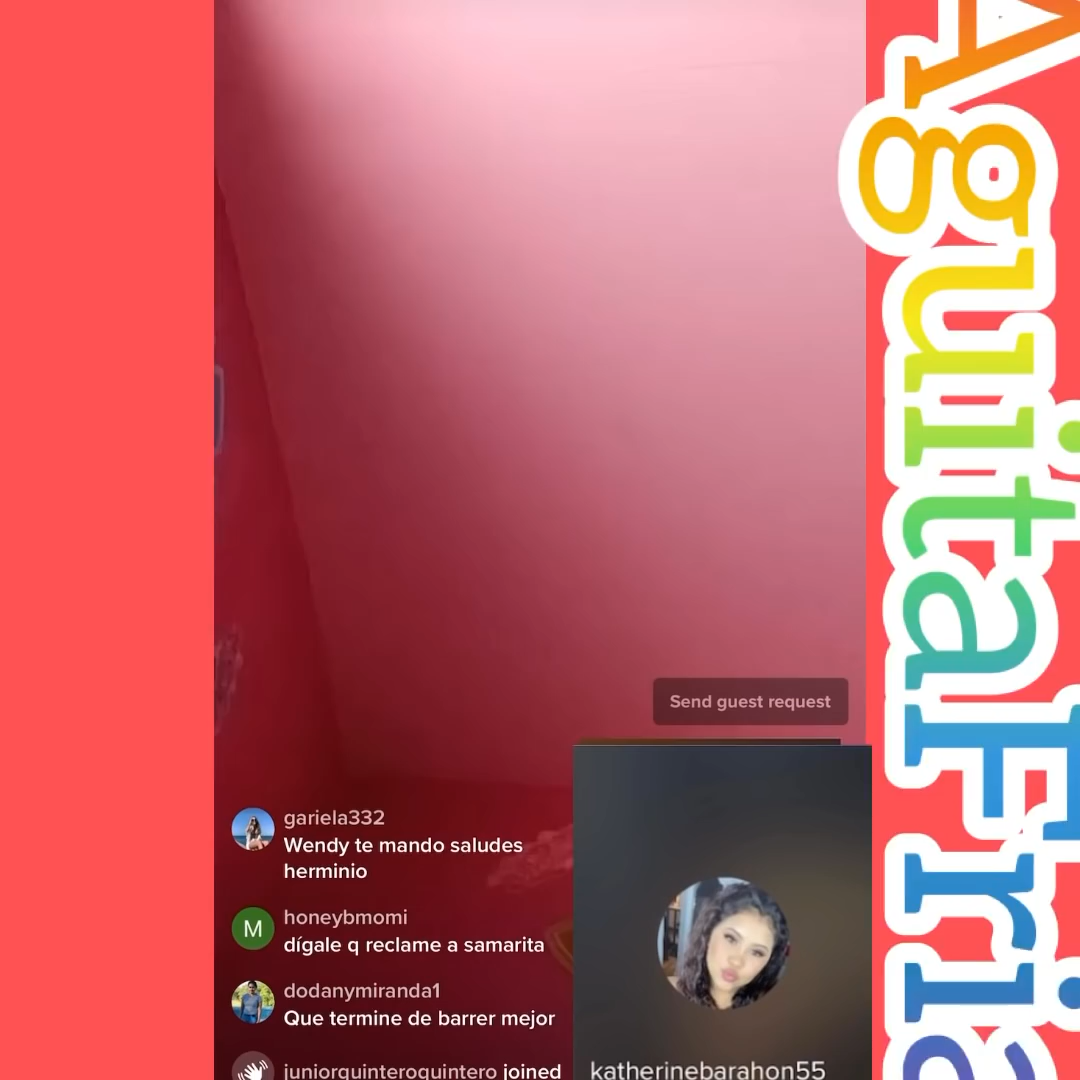 AguitaFria
Send guest request
gariela332
Wendy te mando saludes
herminio
M
honeybmomi
dígale q reclame a samarita
dodanymiranda1
Que termine de barrer mejor
juniorquinteroquintero joined
katherinebarahon55